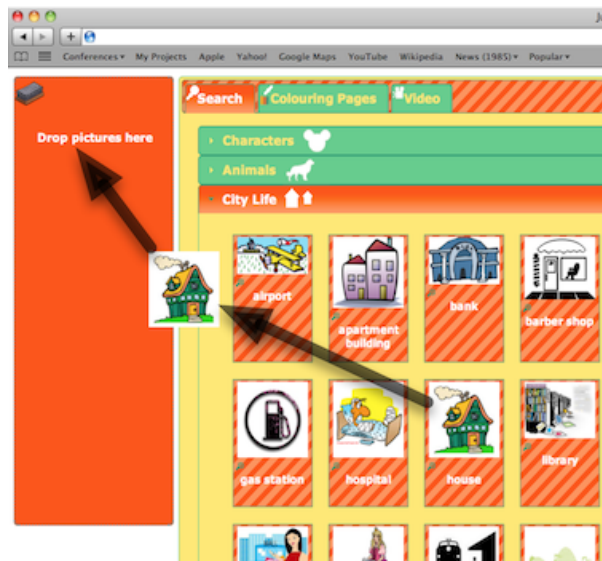 Conferences ▾ My Projects Apple Yahoo! Google Maps YouTube Wikipedia News (1985) ▾ Popular ▾
Drop pictures here
Search Colouring Pages Video
Characters
Animals
City Life
airport
apartment
building
bank
barber shop
gas station
hospital
house
library